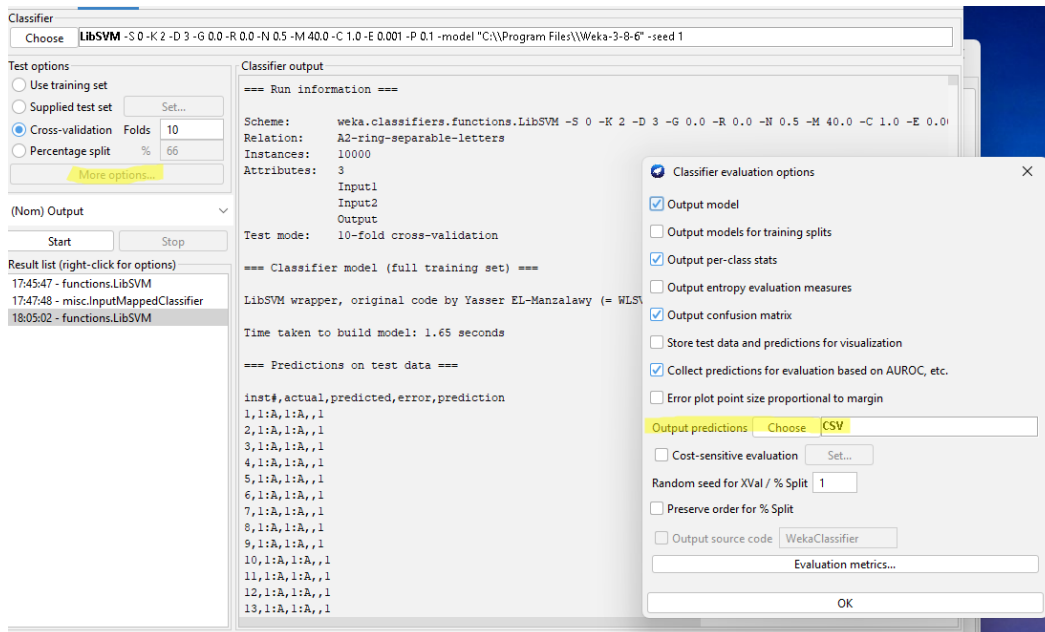 Classifier
Choose LibSVM -S 0 -K 2 -D 3 -G 0.0 -R 0.0 -N 0.5 -M 40.0 -C 1.0 -E 0.001 -P 0.1 -model "C:\\Program Files\\Weka-3-8-6" -seed 1
Test options
Use training set
Supplied test set Set...
Cross-validation Folds 10
Percentage split % 66
More options...
(Nom) Output
Start Stop
Result list (right-click for options)
17:45:47 - functions.LibSVM
17:47:48 - misc.InputMappedClassifier
18:05:02 - functions.LibSVM
Classifier output
=== Run information ===
Scheme: weka.classifiers.functions.LibSVM -S 0 -K 2 -D 3 -G 0.0 -R 0.0 -N 0.5 -M 40.0 -C 1.0 -E 0.0
Relation: A2-ring-separable-letters
Instances: 10000
Attributes: 3
Input1
Input2
Output
Test mode: 10-fold cross-validation
=== Classifier model (full training set) ===
LibSVM wrapper, original code by Yasser EL-Manzalawy (= WLSV
Time taken to build model: 1.65 seconds
=== Predictions on test data ===
inst#,actual,predicted,error,prediction
1,1:A,1:A,,1
2,1:A,1:A,,1
3,1:A,1:A,,1
4,1:A,1:A,,1
5,1:A,1:A,,1
6,1:A,1:A,,1
7,1:A,1:A,,1
8,1:A,1:A,,1
9,1:A,1:A,,1
10,1:A,1:A,,1
11,1:A,1:A,,1
12,1:A,1:A,,1
13,1:A,1:A,,1
Classifier evaluation options
Output model
Output models for training splits
Output per-class stats
Output entropy evaluation measures
Output confusion matrix
Store test data and predictions for visualization
Collect predictions for evaluation based on AUROC, etc.
Error plot point size proportional to margin
Output predictions Choose CSV
Cost-sensitive evaluation Set...
Random seed for XVal / % Split 1
Preserve order for % Split
Output source code WekaClassifier
Evaluation metrics...
OK